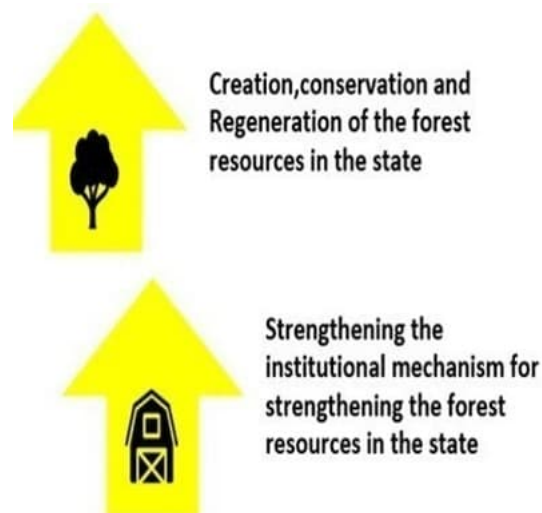 Creation,conservation and
Regeneration of the forest
resources in the state
Strengthening the
institutional mechanism for
strengthening the forest
resources in the state